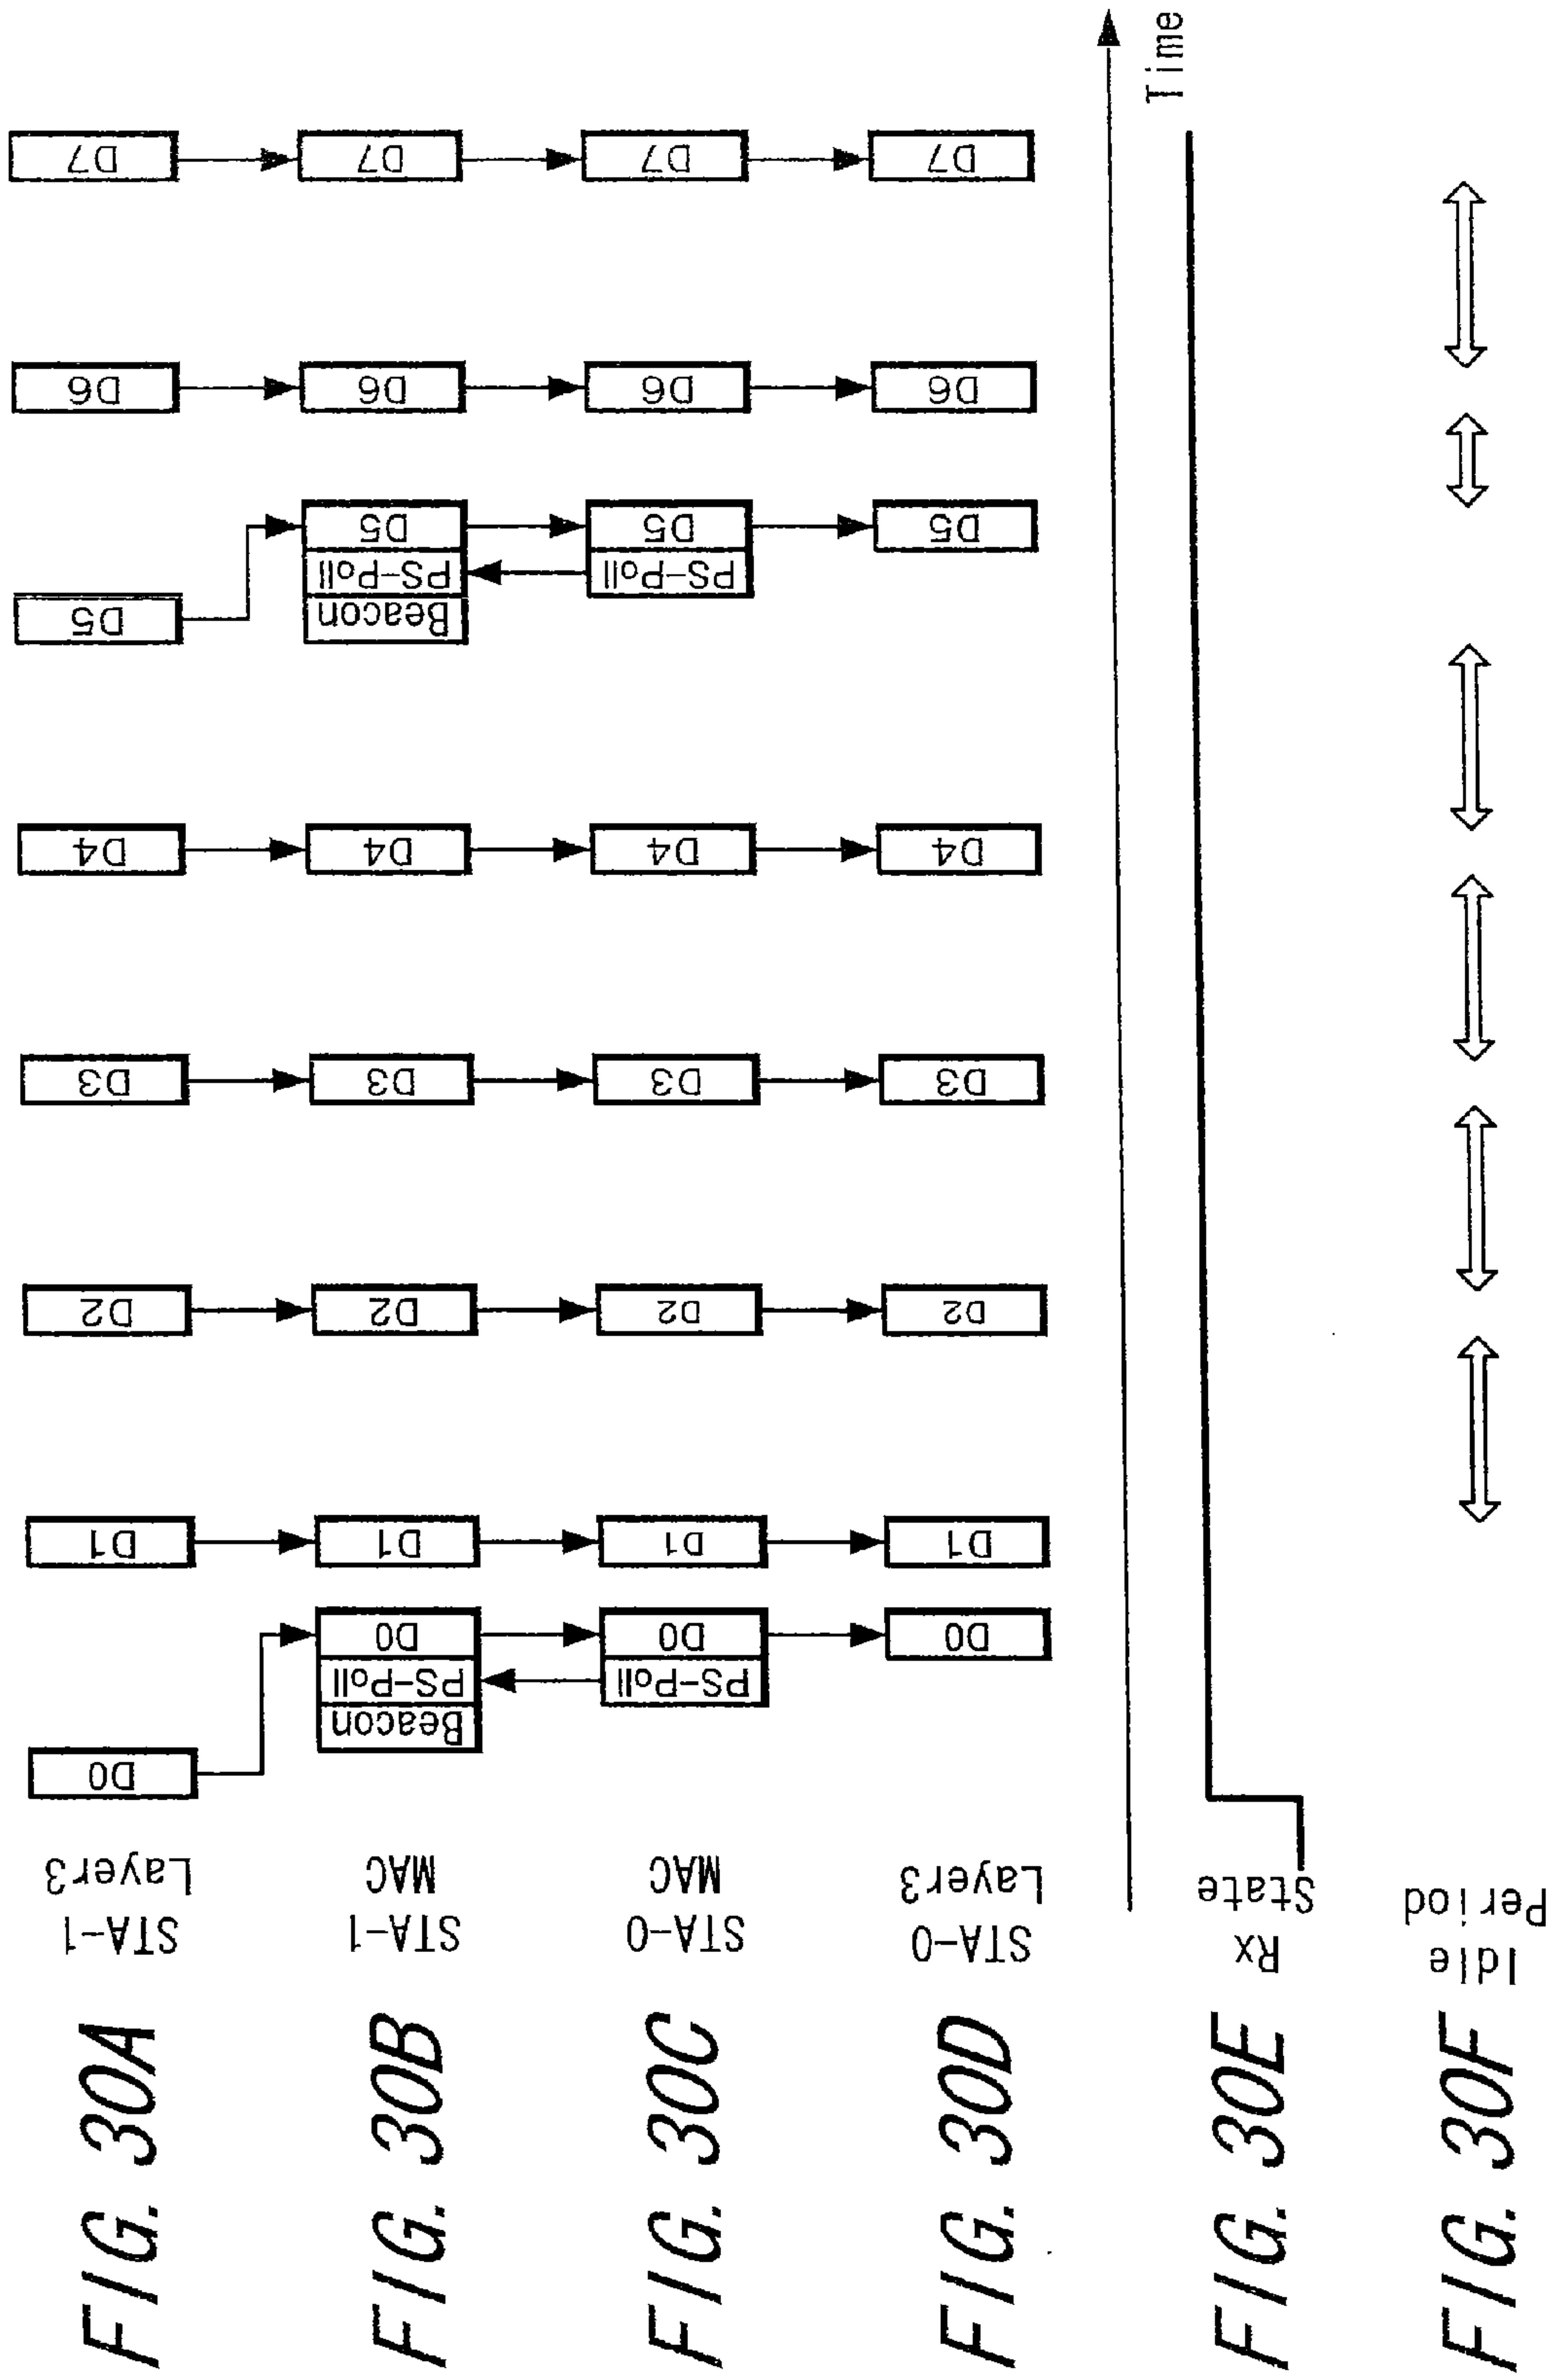 FIG. 30A
STA-1
Layer3
D0
D1
D2
D3
D4
D5
D6
D7
FIG. 30B
STA-1
MAC
Beacon
PS-Poll
D0
D1
D2
D3
D4
Beacon
PS-Poll
D5
D6
D7
FIG. 30C
STA-0
MAC
PS-Poll
D0
D1
D2
D3
D4
PS-Poll
D5
D6
D7
FIG. 30D
STA-0
Layer3
D0
D1
D2
D3
D4
D5
D6
D7
Time
FIG. 30E
Rx
State
FIG. 30F
Idle
Period